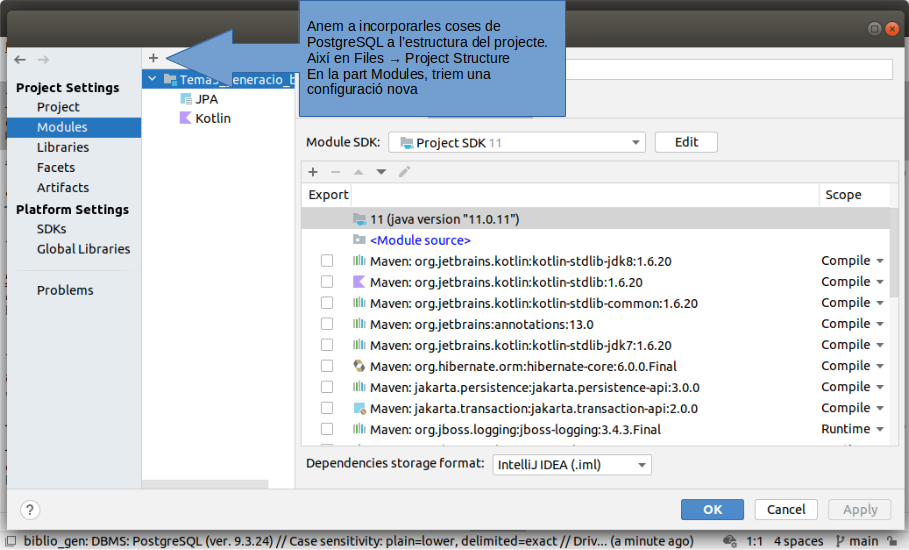 Anem a incorporarles coses de
PostgreSQL a l'estructura del projecte.
Així en Files → Project Structure
En la part Modules, triem una
configuració nova
Project Settings
Project
Modules
Libraries
Facets
Artifacts
Platform Settings
SDKs
Global Libraries
Problems
JPA
Kotlin
Module SDK: Project SDK 11 Edit
Export Scope
11 (java version "11.0.11")
<Module source>
Maven: org.jetbrains.kotlin:kotlin-stdlib-jdk8:1.6.20 Compile
Maven: org.jetbrains.kotlin:kotlin-stdlib:1.6.20 Compile
Maven: org.jetbrains.kotlin:kotlin-stdlib-common:1.6.20 Compile
Maven: org.jetbrains:annotations:13.0 Compile
Maven: org.jetbrains.kotlin:kotlin-stdlib-jdk7:1.6.20 Compile
Maven: org.hibernate.orm:hibernate-core:6.0.0.Final Compile
Maven: jakarta.persistence:jakarta.persistence-api:3.0.0 Compile
Maven: jakarta.transaction:jakarta.transaction-api:2.0.0 Compile
Maven: org.jboss.logging:jboss-logging:3.4.3.Final Runtime
Dependencies storage format: IntelliJ IDEA (.iml)
? OK Cancel Apply
biblio_gen: DBMS: PostgreSQL (ver. 9.3.24) // Case sensitivity: plain=lower, delimited=exact // Driv... (a minute ago) 1:1 4 spaces main